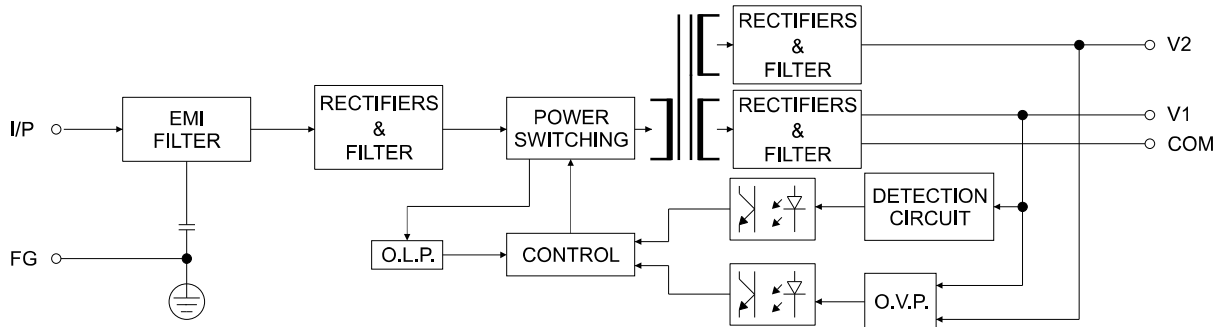 RECTIFIERS
&
FILTER
V2
I/P
EMI
FILTER
RECTIFIERS
&
FILTER
POWER
SWITCHING
RECTIFIERS
&
FILTER
V1
COM
DETECTION
CIRCUIT
FG
O.L.P.
CONTROL
O.V.P.